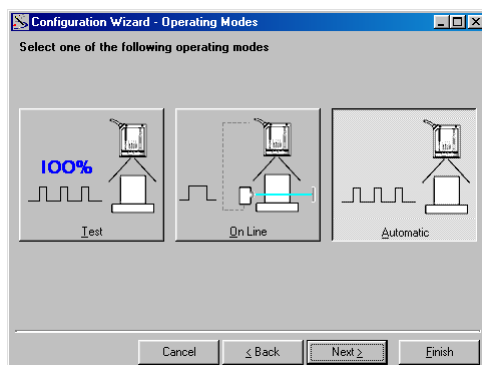 Configuration Wizard - Operating Modes
Select one of the following operating modes
100%
Test
On Line
Automatic
Cancel
< Back
Next >
Finish